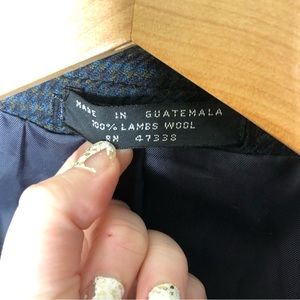 MADE IN GUATEMALA
100% LAMBS WOOL
RN 47338